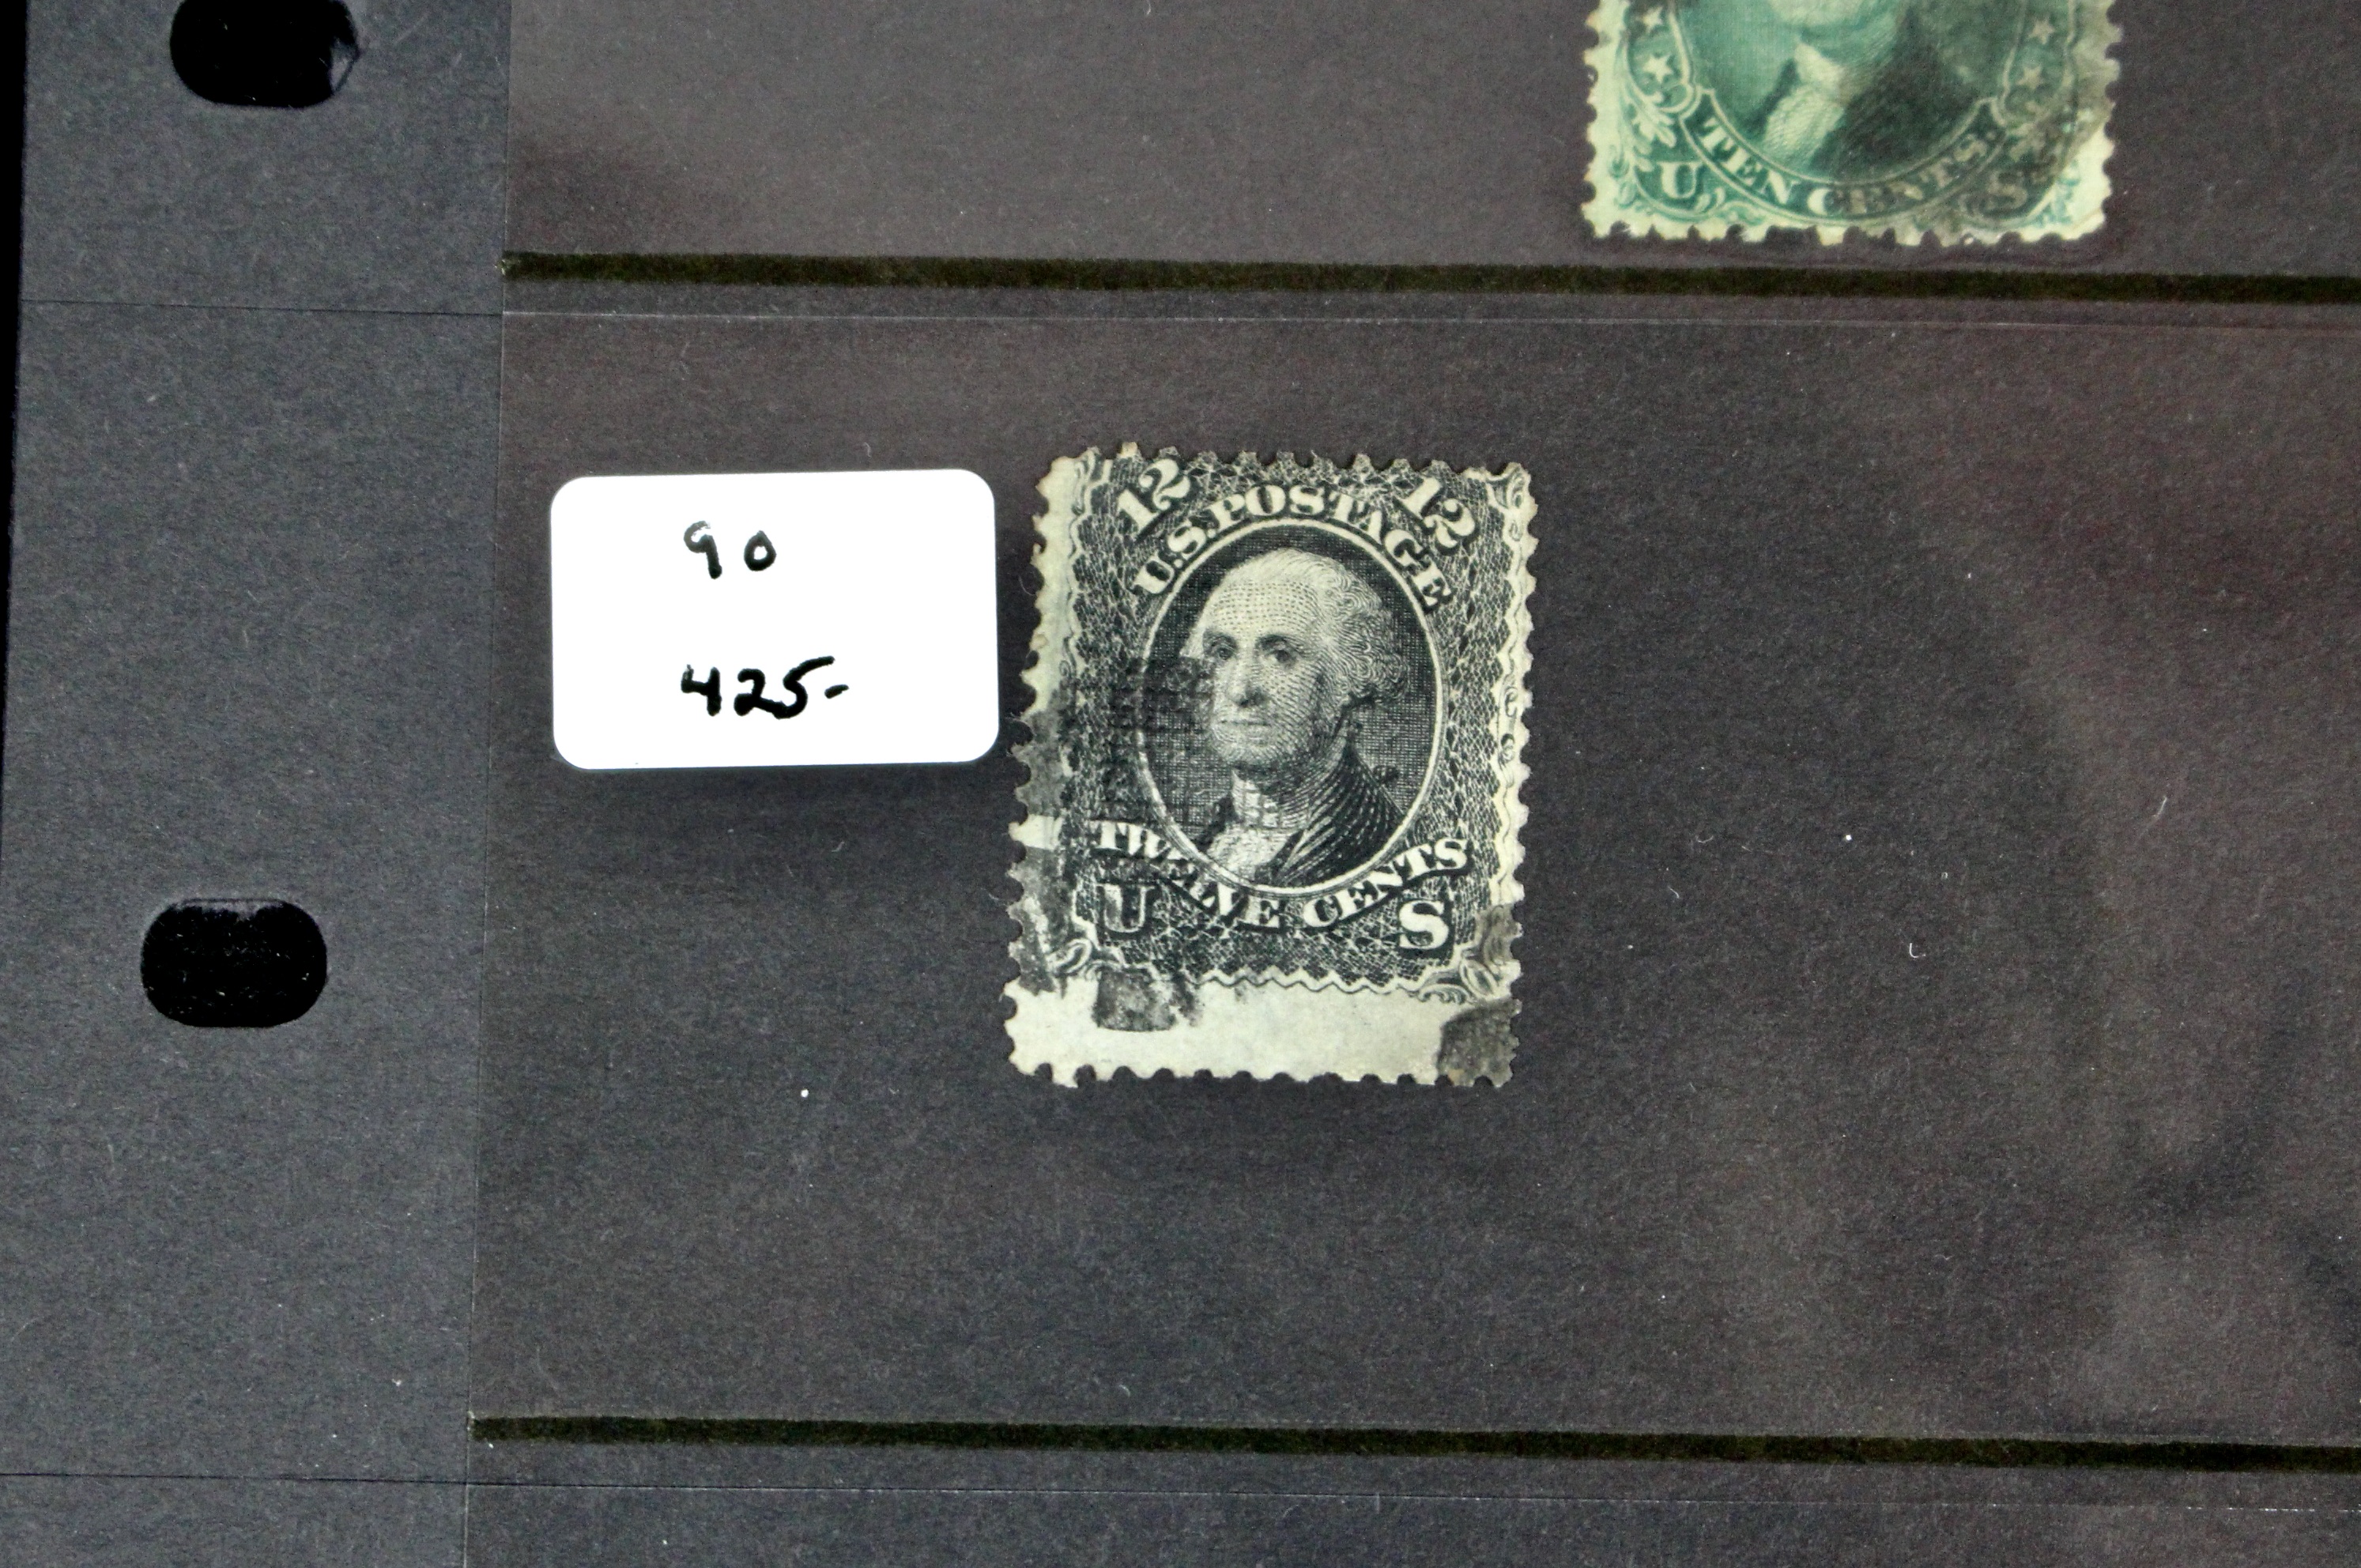 TEN CENTS.
U S
90
425-
12 12
U.S. POSTAGE
TWELVE CENTS
U S